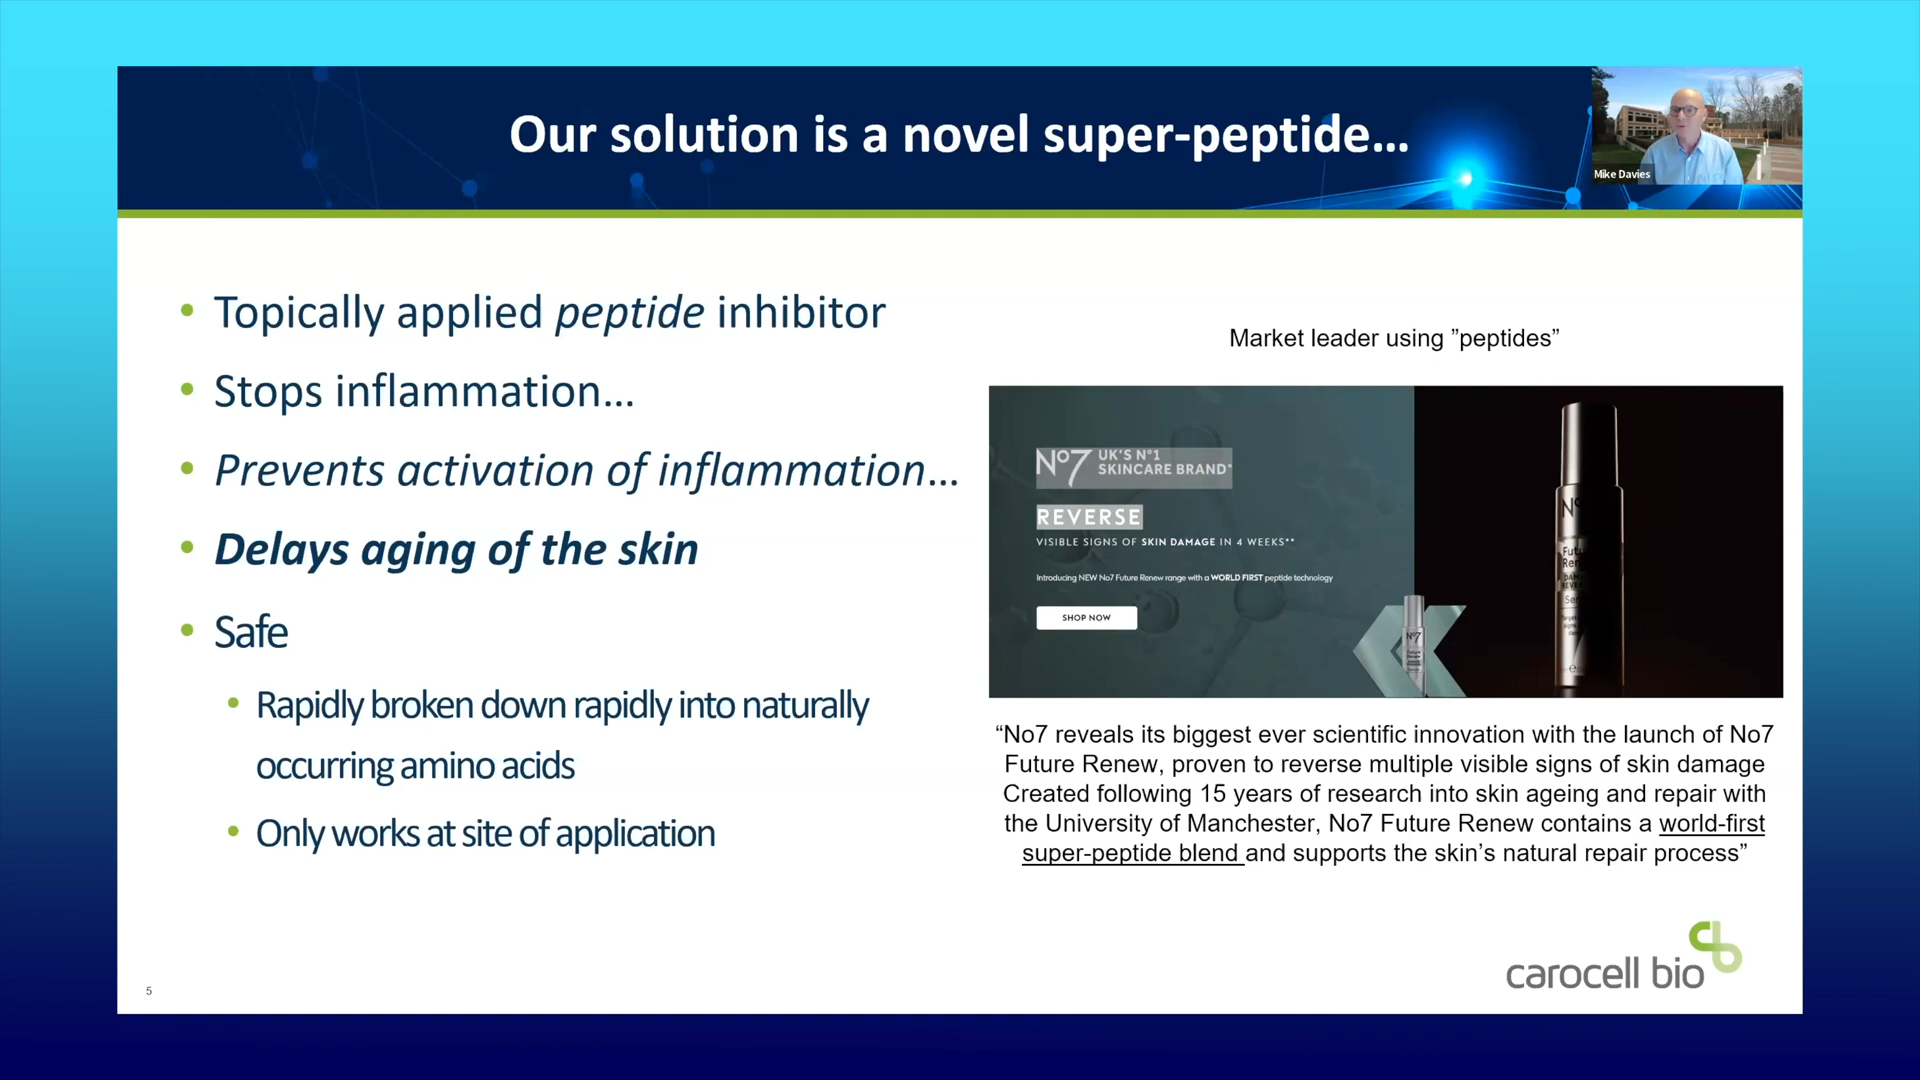 Our solution is a novel super-peptide...
Mike Davies
• Topically applied peptide inhibitor
• Stops inflammation...
• Prevents activation of inflammation...
• Delays aging of the skin
• Safe
• Rapidly broken down rapidly into naturally
occurring amino acids
• Only works at site of application
Market leader using ”peptides”
No7 UK'S Nº1
SKINCARE BRAND*
REVERSE
VISIBLE SIGNS OF SKIN DAMAGE IN 4 WEEKS**
Introducing NEW No7 Future Renew range with a WORLD FIRST peptide technology
SHOP NOW
No7
Future
Renew
“No7 reveals its biggest ever scientific innovation with the launch of No7
Future Renew, proven to reverse multiple visible signs of skin damage
Created following 15 years of research into skin ageing and repair with
the University of Manchester, No7 Future Renew contains a world-first
super-peptide blend and supports the skin’s natural repair process”
carocell bio
5